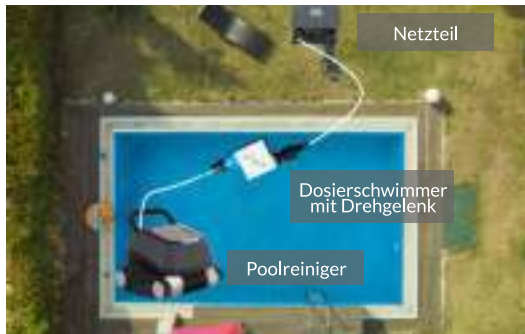 Netzteil
Dosierschwimmer
mit Drehgelenk
Poolreiniger